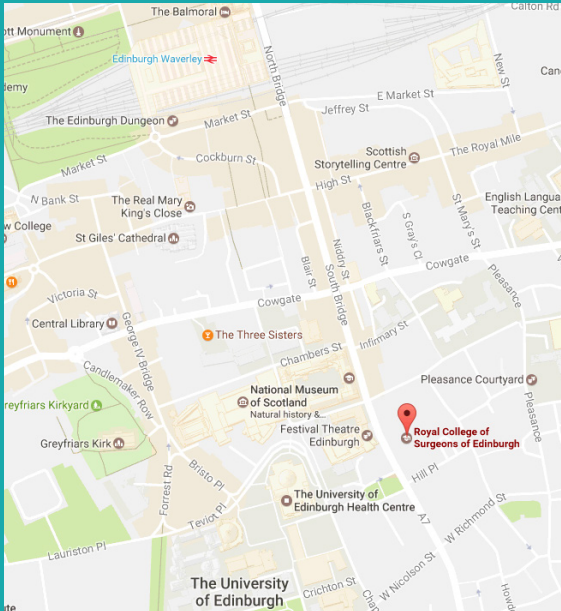 The Balmoral
Calton Rd
ott Monument
Edinburgh Waverley
North Bridge
New St
demy
Can
E Market St
Jeffrey St
The Edinburgh Dungeon
Market St
Cockburn St
Scottish
Storytelling Centre
The Royal Mile
Market St
High St
N Bank St
The Real Mary
King's Close
English Langua
Teaching Cent
w College
St Giles' Cathedral
Blackfriars St
S Gray's Cl
St Mary's St
Niddry St
Blair St
South Bridge
Cowgate
Pleasance
Victoria St
Cowgate
Central Library
George IV Bridge
The Three Sisters
Infirmary St
Chambers St
Candlemaker Row
National Museum
of Scotland
Natural history &...
Pleasance Courtyard
Pleasance
reyfriars Kirkyard
Festival Theatre
Edinburgh
Royal College of
Surgeons of Edinburgh
Greyfriars Kirk
Bristo Pl
Forrest Rd
Hill Pl
The University of
Edinburgh Health Centre
Teviot Pl
A7
W Richmond St
Lauriston Pl
W Nicolson St
The University
of Edinburgh
Crichton St
Chap
Howd
ate